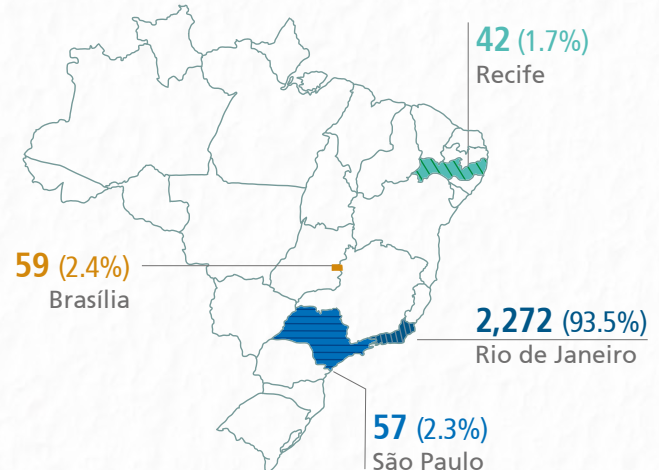 42 (1.7%)
Recife
59 (2.4%)
Brasília
2,272 (93.5%)
Rio de Janeiro
57 (2.3%)
São Paulo